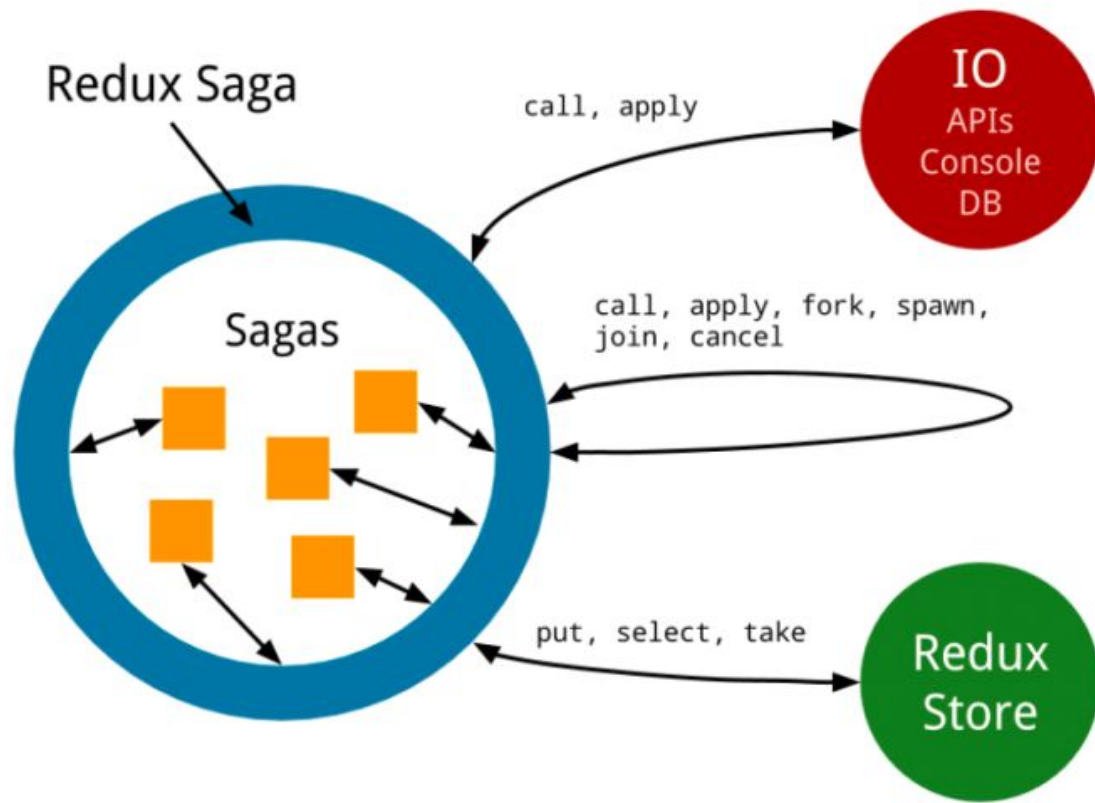 Redux Saga
call, apply
IO
APIs
Console
DB
Sagas
call, apply, fork, spawn,
join, cancel
put, select, take
Redux
Store